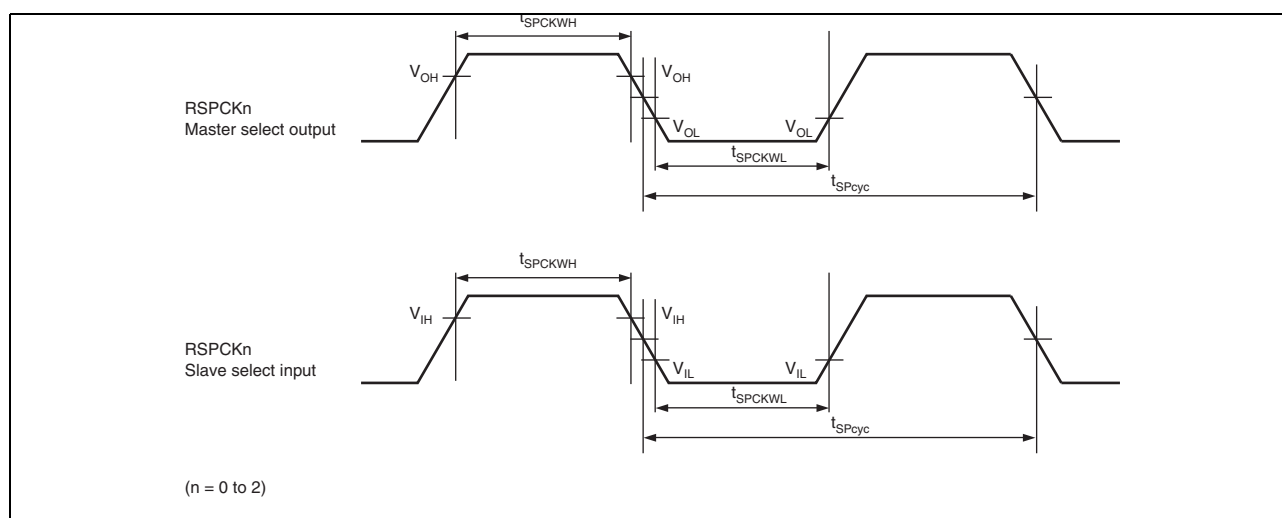 tSPCKWH
VOH
VOH
RSPCKn
Master select output
VOL
VOL
tSPCKWL
tSPcyc
tSPCKWH
VIH
VIH
RSPCKn
Slave select input
VIL
VIL
tSPCKWL
tSPcyc
(n = 0 to 2)